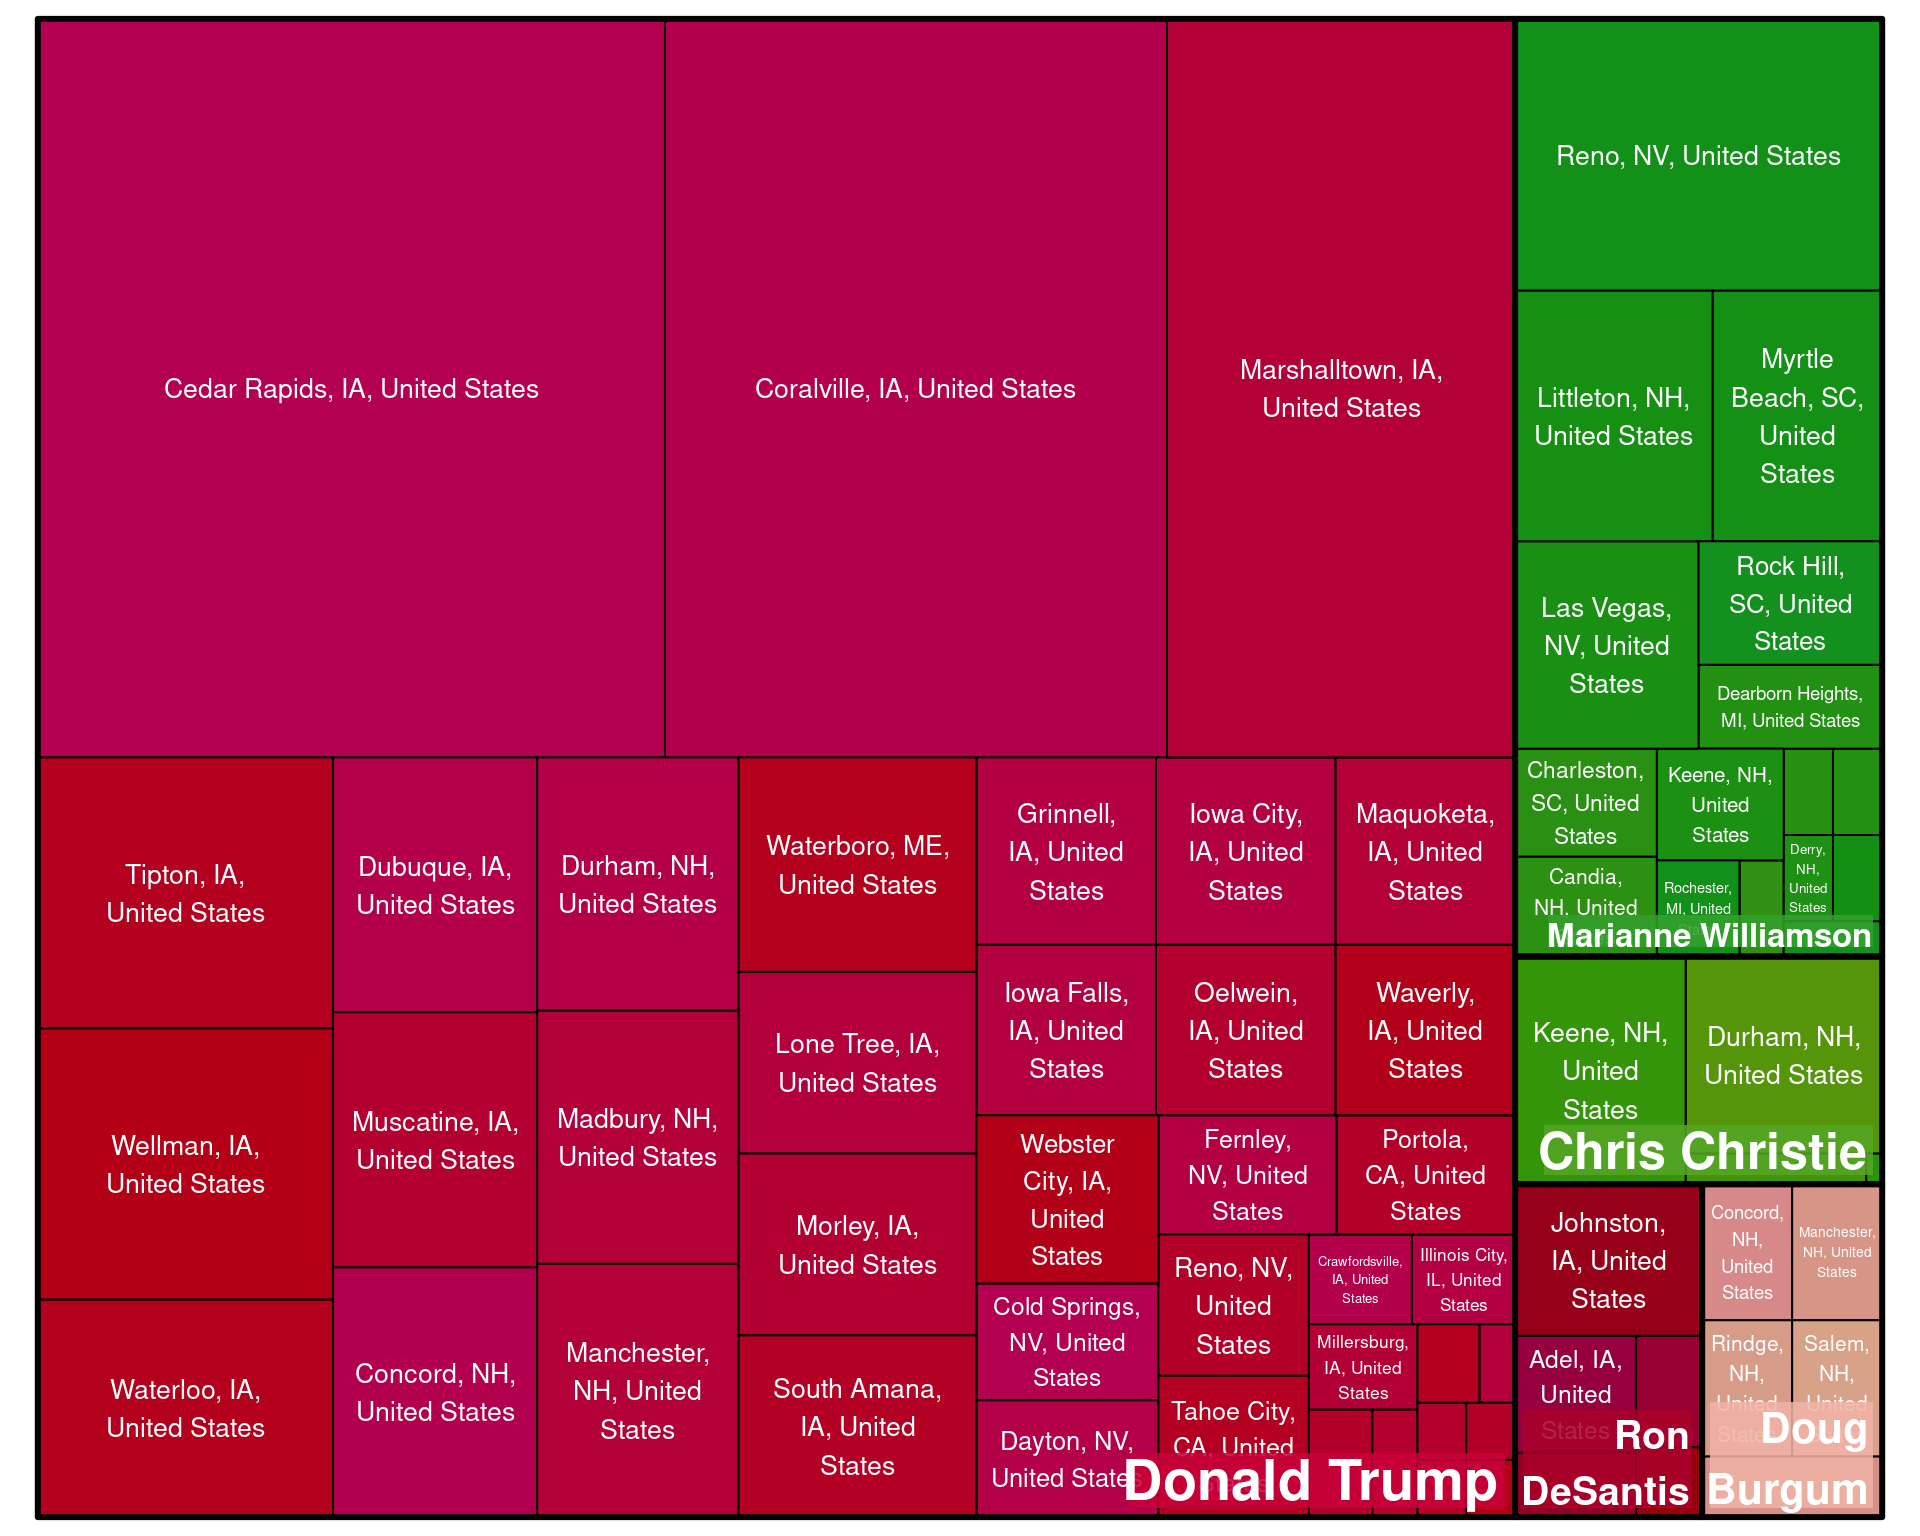 Cedar Rapids, IA, United States
Coralville, IA, United States
Marshalltown, IA,
United States
Tipton, IA,
United States
Wellman, IA,
United States
Waterloo, IA,
United States
Dubuque, IA,
United States
Muscatine, IA,
United States
Concord, NH,
United States
Durham, NH,
United States
Madbury, NH,
United States
Manchester,
NH, United
States
Waterboro, ME,
United States
Lone Tree, IA,
United States
Morley, IA,
United States
South Amana,
IA, United
States
Grinnell,
IA, United
States
Iowa City,
IA, United
States
Maquoketa,
IA, United
States
Iowa Falls,
IA, United
States
Oelwein,
IA, United
States
Waverly,
IA, United
States
Webster
City, IA,
United
States
Cold Springs,
NV, United
States
Dayton, NV,
United States
Fernley,
NV, United
States
Portola,
CA, United
States
Reno, NV,
United
States
Tahoe City,
CA, United
Crawfordsville,
IA, United
States
Illinois City,
IL, United
States
Millersburg,
IA, United
States
Donald Trump
Reno, NV, United States
Littleton, NH,
United States
Myrtle
Beach, SC,
United
States
Las Vegas,
NV, United
States
Rock Hill,
SC, United
States
Dearborn Heights,
MI, United States
Charleston,
SC, United
States
Keene, NH,
United
States
Candia,
NH, United
Rochester,
MI, United
Derry,
NH,
United
States
Marianne Williamson
Keene, NH,
United
States
Durham, NH,
United States
Chris Christie
Johnston,
IA, United
States
Adel, IA,
United
States
Ron
DeSantis
Concord,
NH,
United
States
Manchester,
NH, United
States
Rindge,
NH,
United
Salem,
NH,
United
Doug
Burgum